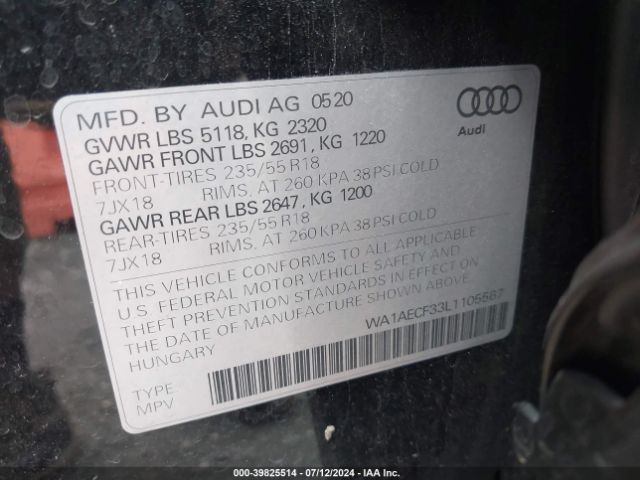 MFD. BY AUDI AG 0520
GVWR LBS 5118, KG 2320
GAWR FRONT LBS 2691, KG 1220
FRONT-TIRES 235/55 R18
7JX18 RIMS, AT 260 KPA 38 PSI COLD
GAWR REAR LBS 2647, KG 1200
REAR-TIRES 235/55 R18
7JX18 RIMS, AT 260 KPA 38 PSI COLD
Audi
THIS VEHICLE CONFORMS TO ALL APPLICABLE
U.S. FEDERAL MOTOR VEHICLE SAFETY AND
THEFT PREVENTION STANDARDS IN EFFECT ON
THE DATE OF MANUFACTURE SHOWN ABOVE
HUNGARY
WA1AECF33L1105567
TYPE
MPV
000-39825514 - 07/12/2024 - IAA Inc.